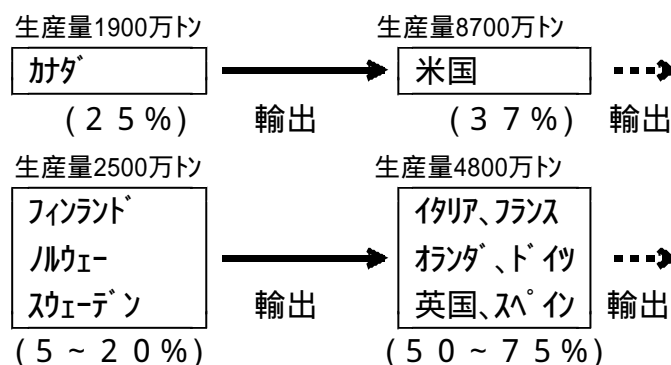 生産量1900万トン 生産量8700万トン
カナダ 米国
(25%) 輸出 (37%) 輸出
生産量2500万トン 生産量4800万トン
フィンランド イタリア、フランス
ノルウェー オランダ、ドイツ
スウェーデン 輸出 英国、スペイン 輸出
(5~20%) (50~75%)